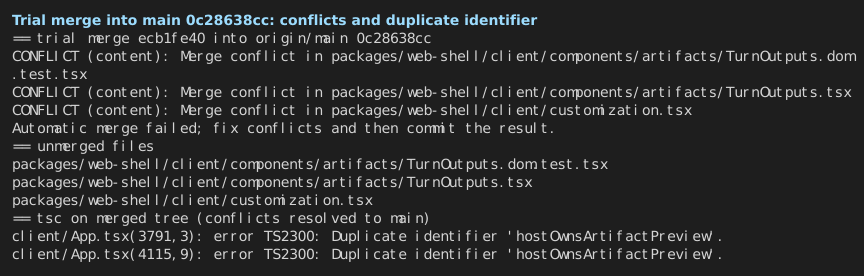 Trial merge into main 0c28638cc: conflicts and duplicate identifier
== trial merge ecb1fe40 into origin/main 0c28638cc
CONFLICT (content): Merge conflict in packages/web-shell/client/components/artifacts/TurnOutputs.dom
.test.tsx
CONFLICT (content): Merge conflict in packages/web-shell/client/components/artifacts/TurnOutputs.tsx
CONFLICT (content): Merge conflict in packages/web-shell/client/customization.tsx
Automatic merge failed; fix conflicts and then commit the result.
== unmerged files
packages/web-shell/client/components/artifacts/TurnOutputs.dom.test.tsx
packages/web-shell/client/components/artifacts/TurnOutputs.tsx
packages/web-shell/client/customization.tsx
== tsc on merged tree (conflicts resolved to main)
client/App.tsx(3791,3): error TS2300: Duplicate identifier 'hostOwnsArtifactPreview'.
client/App.tsx(4115,9): error TS2300: Duplicate identifier 'hostOwnsArtifactPreview'.